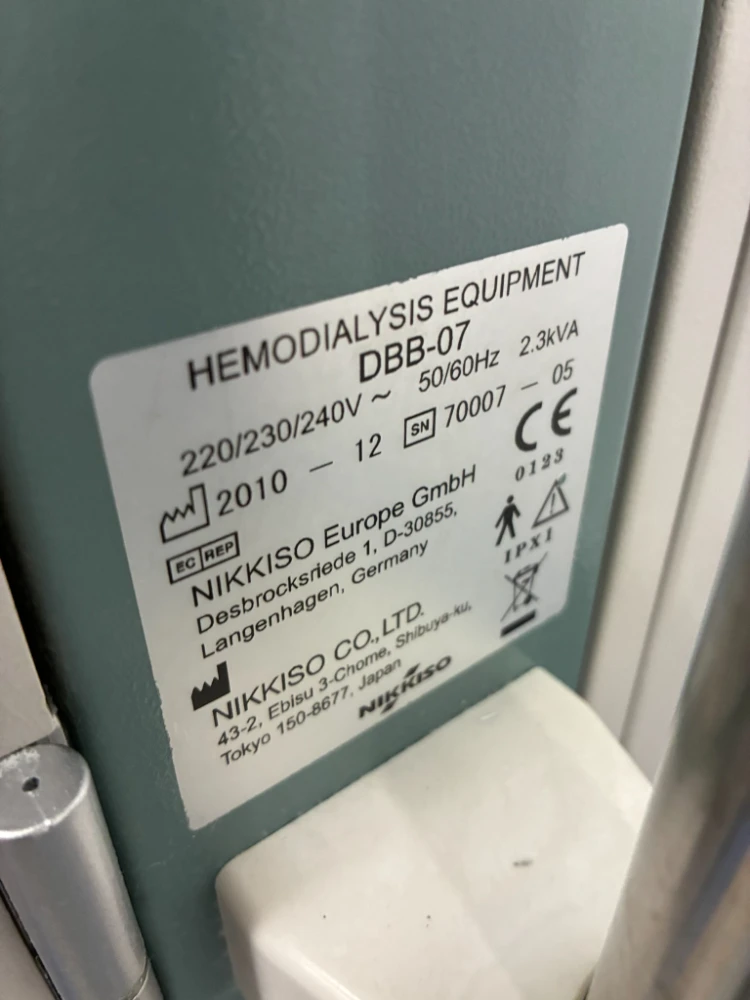 HEMODIALYSIS EQUIPMENT
DBB-07
220/230/240V ~ 50/60Hz 2.3kVA
2010 - 12 SN 70007 - 05
CE
0123
EC REP
NIKKISO Europe GmbH
Desbrocksriede 1, D-30855,
Langenhagen, Germany
IPX1
NIKKISO CO., LTD.
43-2, Ebisu 3-Chome, Shibuya-ku,
Tokyo 150-8677, Japan
NIKKISO